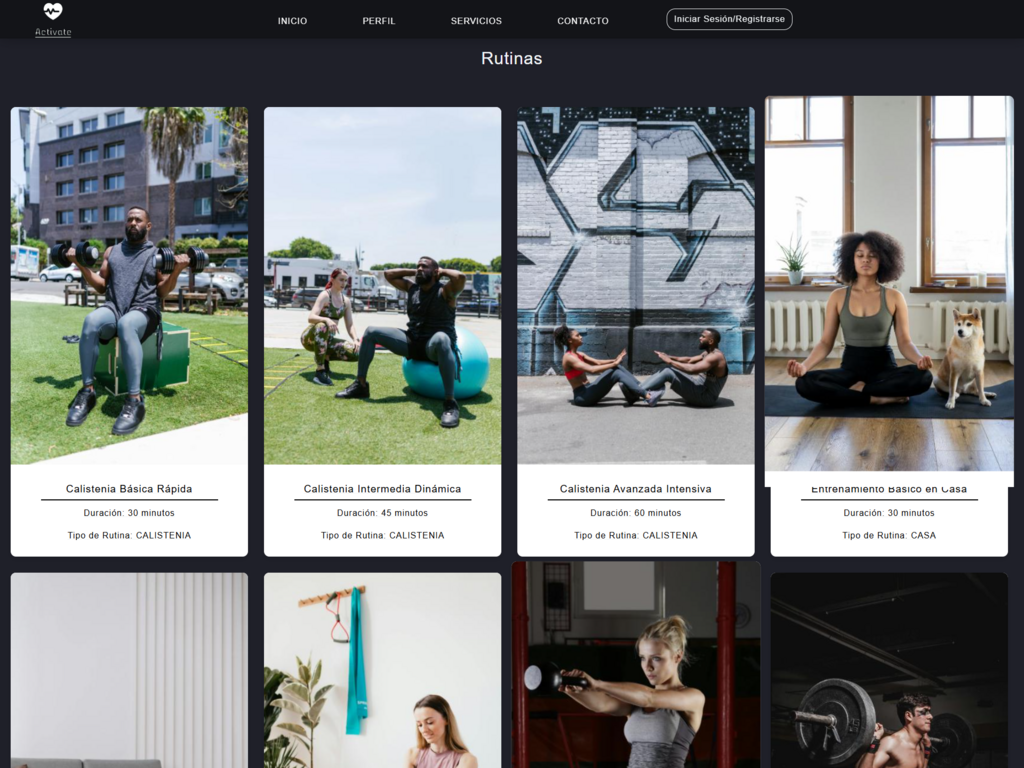 Activate
INICIO
PERFIL
SERVICIOS
CONTACTO
Iniciar Sesión/Registrarse
Rutinas
Calistenia Básica Rápida
Duración: 30 minutos
Tipo de Rutina: CALISTENIA
Calistenia Intermedia Dinámica
Duración: 45 minutos
Tipo de Rutina: CALISTENIA
Calistenia Avanzada Intensiva
Duración: 60 minutos
Tipo de Rutina: CALISTENIA
Entrenamiento Básico en Casa
Duración: 30 minutos
Tipo de Rutina: CASA